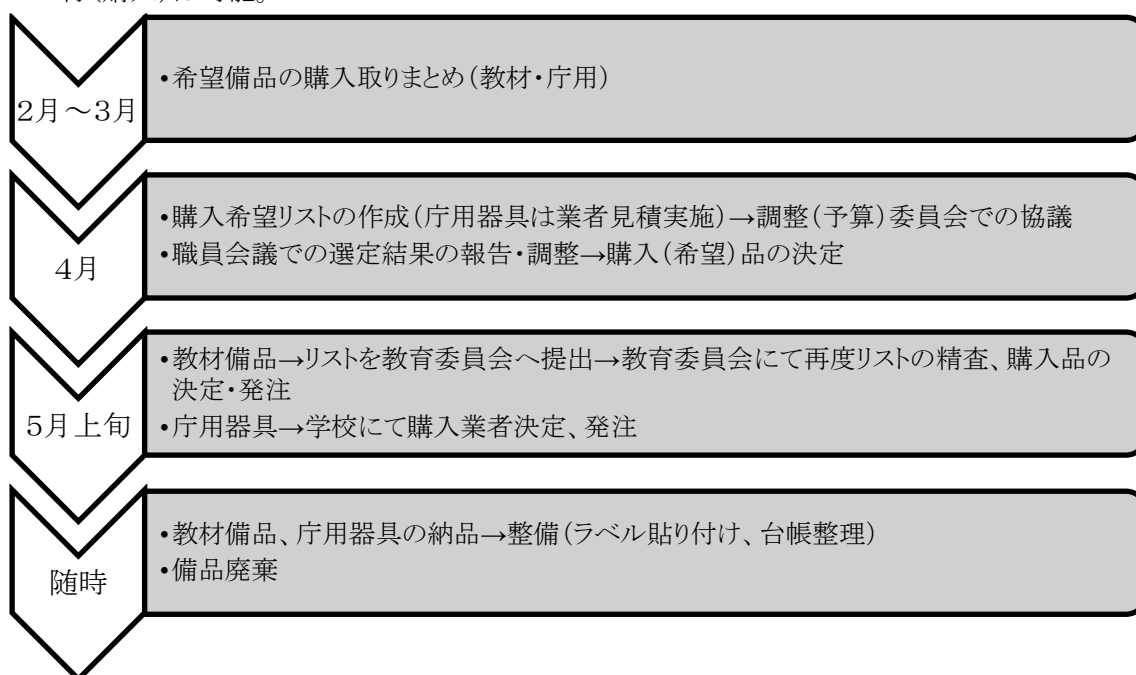 2月～3月
•希望備品の購入取りまとめ(教材・庁用)
4月
•購入希望リストの作成(庁用器具は業者見積実施)→調整(予算)委員会での協議
•職員会議での選定結果の報告・調整→購入(希望)品の決定
5月上旬
•教材備品→リストを教育委員会へ提出→教育委員会にて再度リストの精査、購入品の
決定・発注
•庁用器具→学校にて購入業者決定、発注
随時
•教材備品、庁用器具の納品→整備(ラベル貼り付け、台帳整理)
•備品廃棄